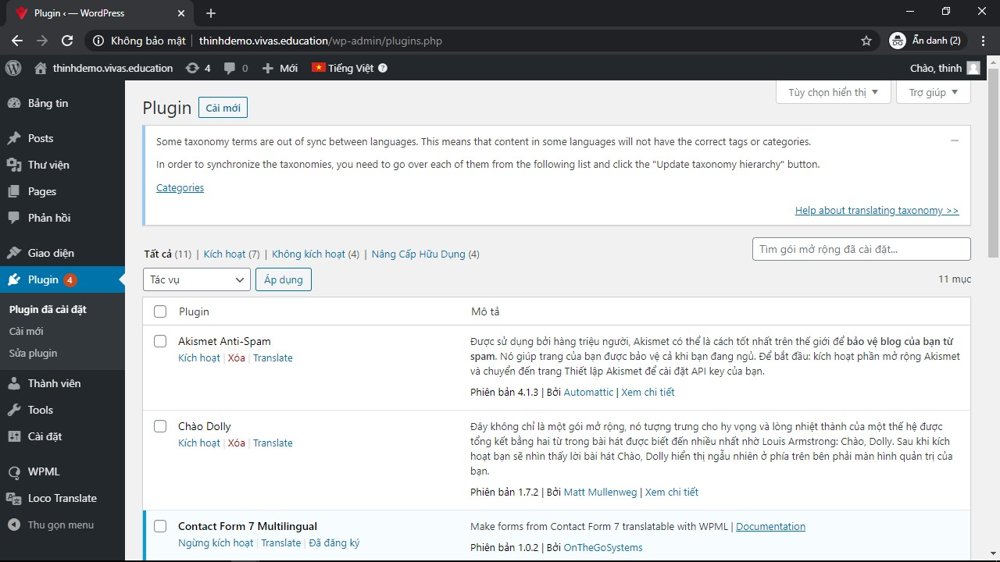 Plugin ‹ — WordPress
Không bảo mật
thinhdemo.vivas.education/wp-admin/plugins.php
Ẩn danh (2)
thinhdemo.vivas.education
4
0
Mới
Tiếng Việt
Chào, thinh
Bảng tin
Posts
Thư viện
Pages
Phản hồi
Giao diện
Plugin 4
Plugin đã cài đặt
Cài mới
Sửa plugin
Thành viên
Tools
Cài đặt
WPML
Loco Translate
Thu gọn menu
Tùy chọn hiển thị
Trợ giúp
Plugin
Cài mới
Some taxonomy terms are out of sync between languages. This means that content in some languages will not have the correct tags or categories.
In order to synchronize the taxonomies, you need to go over each of them from the following list and click the "Update taxonomy hierarchy" button.
Categories
Help about translating taxonomy >>
Tất cả (11) | Kích hoạt (7) | Không kích hoạt (4) | Nâng Cấp Hữu Dụng (4)
Tìm gói mở rộng đã cài đặt...
Tác vụ
Áp dụng
11 mục
Plugin
Mô tả
Akismet Anti-Spam
Kích hoạt | Xóa | Translate
Được sử dụng bởi hàng triệu người, Akismet có thể là cách tốt nhất trên thế giới để bảo vệ blog của bạn từ
spam. Nó giúp trang của bạn được bảo vệ cả khi bạn đang ngủ. Để bắt đầu: kích hoạt phần mở rộng Akismet
và chuyển đến trang Thiết lập Akismet để cài đặt API key của bạn.
Phiên bản 4.1.3 | Bởi Automattic | Xem chi tiết
Chào Dolly
Kích hoạt | Xóa | Translate
Đây không chỉ là một gói mở rộng, nó tượng trưng cho hy vọng và lòng nhiệt thành của một thế hệ được
tổng kết bằng hai từ trong bài hát được biết đến nhiều nhất nhờ Louis Armstrong: Chào, Dolly. Sau khi kích
hoạt bạn sẽ nhìn thấy lời bài hát Chào, Dolly hiển thị ngẫu nhiên ở phía trên bên phải màn hình quản trị của
bạn.
Phiên bản 1.7.2 | Bởi Matt Mullenweg | Xem chi tiết
Contact Form 7 Multilingual
Ngừng kích hoạt | Translate | Đã đăng ký
Make forms from Contact Form 7 translatable with WPML | Documentation
Phiên bản 1.0.2 | Bởi OnTheGoSystems